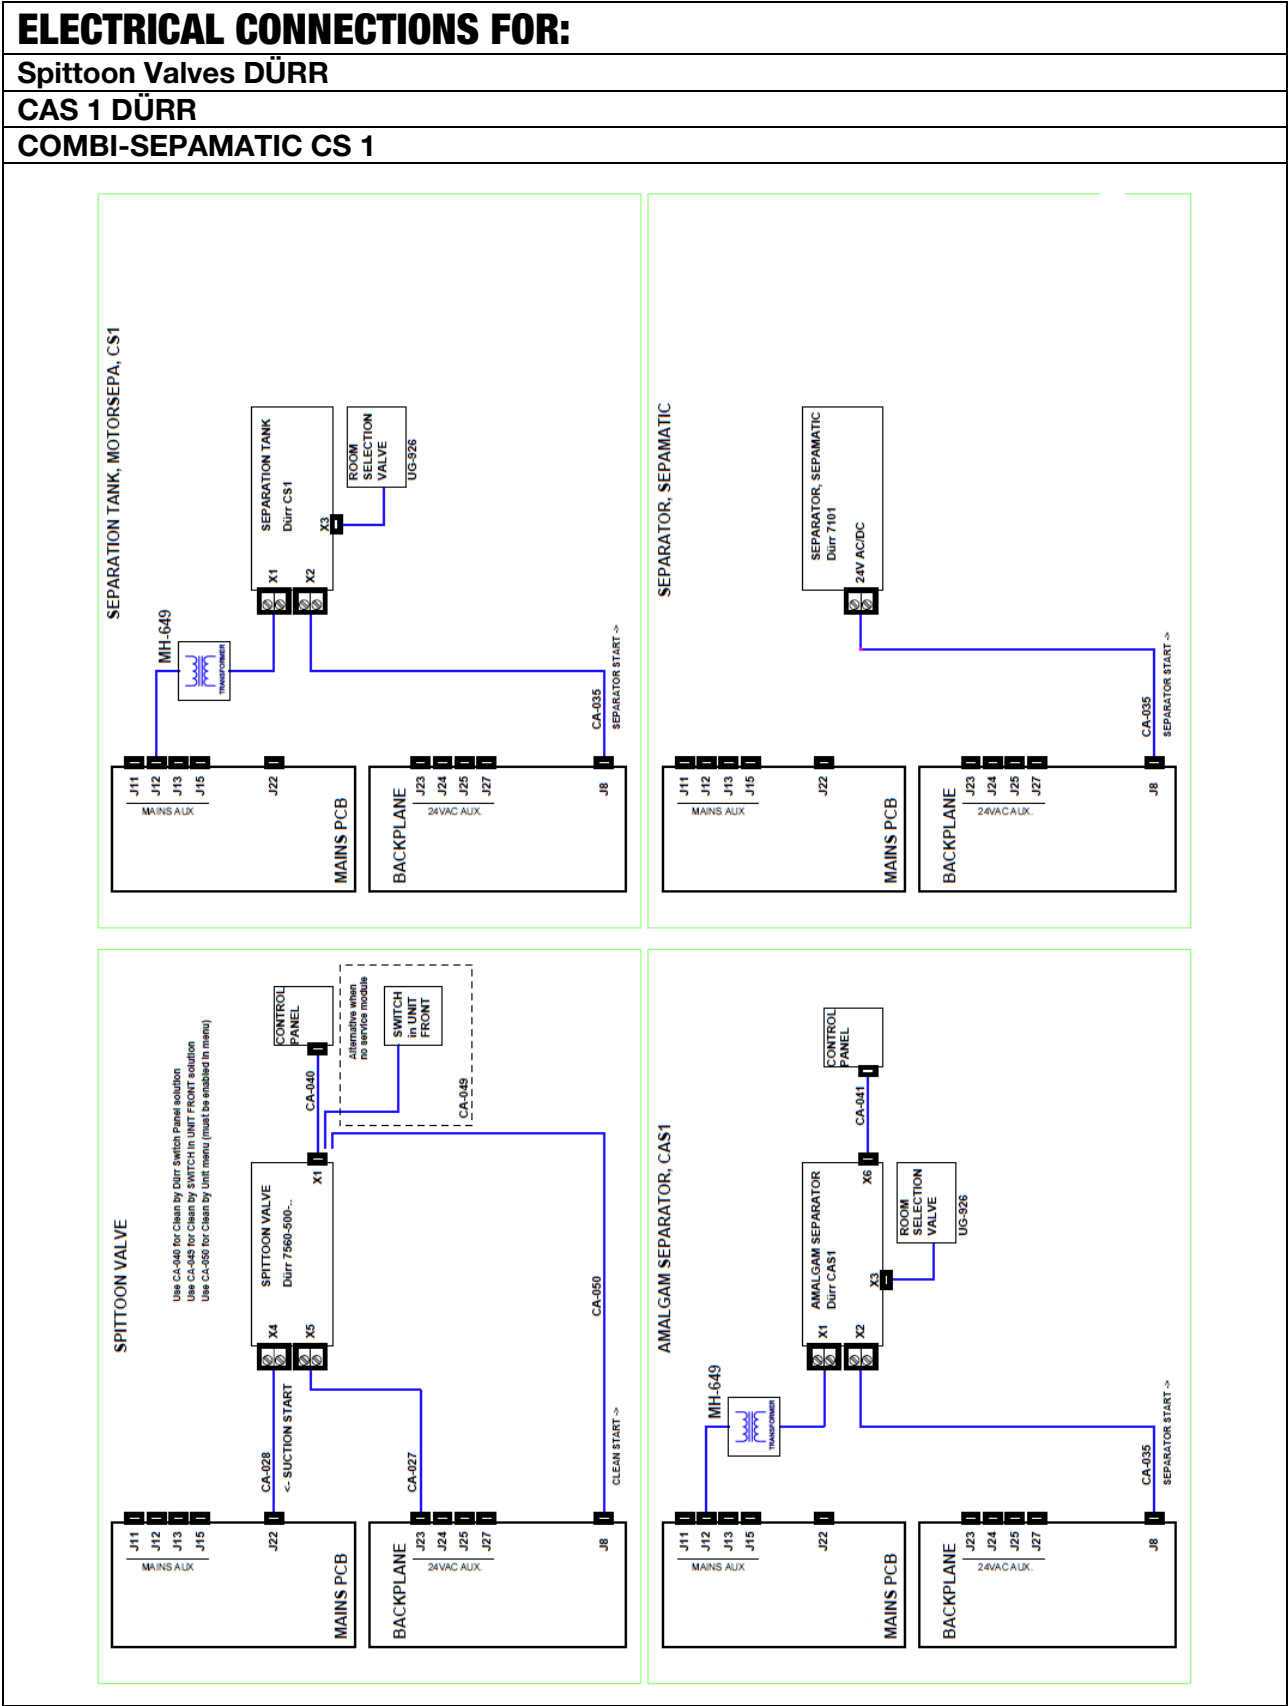 ELECTRICAL CONNECTIONS FOR:
Spittoon Valves DÜRR
CAS 1 DÜRR
COMBI-SEPAMATIC CS 1
SEPARATION TANK, MOTORSEPA, CS1
MH-649
TRANSFORMER
SEPARATION TANK
Dürr CS1
X1
X2
X3
ROOM
SELECTION
VALVE
UG-926
CA-035
SEPARATOR START ->
J11
J12
J13
J15
MAINS AUX
J22
MAINS PCB
BACKPLANE
J23
J24
J25
J27
24VAC AUX.
J8
SEPARATOR, SEPAMATIC
SEPARATOR, SEPAMATIC
Dürr 7101
24V AC/DC
CA-035
SEPARATOR START ->
J11
J12
J13
J15
MAINS AUX
J22
MAINS PCB
BACKPLANE
J23
J24
J25
J27
24VAC AUX.
J8
SPITTOON VALVE
Use CA-040 for Clean by Dürr Switch Panel solution
Use CA-049 for Clean by SWITCH in UNIT FRONT solution
Use CA-050 for Clean by Unit menu (must be enabled in menu)
SPITTOON VALVE
Dürr 7560-500-..
X4
X5
X1
CONTROL
PANEL
CA-040
Alternative when
no service module
SWITCH
in UNIT
FRONT
CA-049
CA-050
CLEAN START ->
CA-028
<- SUCTION START
CA-027
J11
J12
J13
J15
MAINS AUX
J22
MAINS PCB
BACKPLANE
J23
J24
J25
J27
24VAC AUX.
J8
AMALGAM SEPARATOR, CAS1
MH-649
TRANSFORMER
AMALGAM SEPARATOR
Dürr CAS1
X1
X2
X3
X6
CONTROL
PANEL
CA-041
ROOM
SELECTION
VALVE
UG-926
CA-035
SEPARATOR START ->
J11
J12
J13
J15
MAINS AUX
J22
MAINS PCB
BACKPLANE
J23
J24
J25
J27
24VAC AUX.
J8